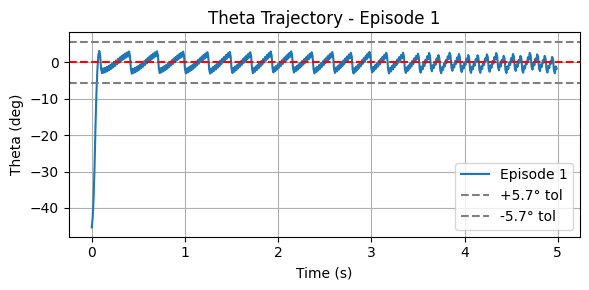 Theta Trajectory - Episode 1
Theta (deg)
0
−10
−20
−30
−40
Episode 1
+5.7° tol
-5.7° tol
0
1
2
3
4
5
Time (s)